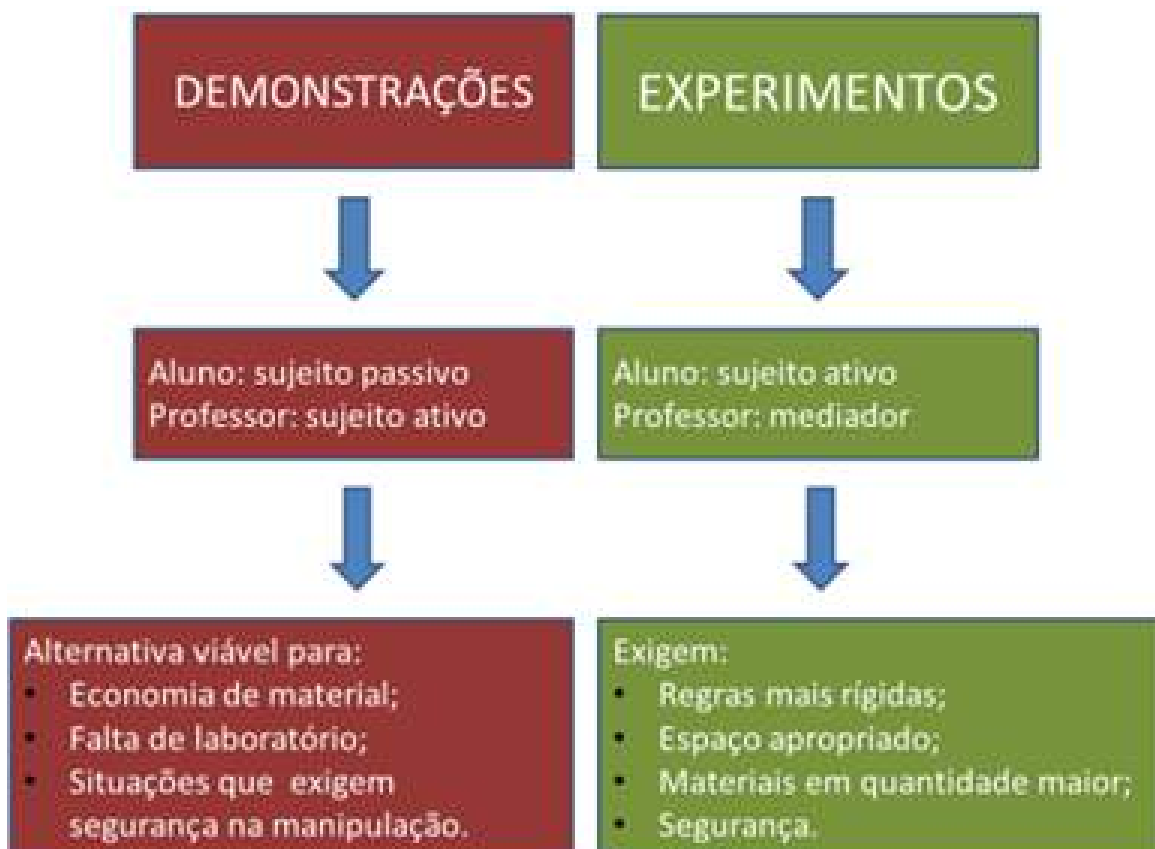 DEMONSTRAÇÕES
EXPERIMENTOS
Aluno: sujeito passivo
Professor: sujeito ativo
Aluno: sujeito ativo
Professor: mediador
Alternativa viável para:
• Economia de material;
• Falta de laboratório;
• Situações que exigem
segurança na manipulação.
Exigem:
• Regras mais rígidas;
• Espaço apropriado;
• Materiais em quantidade maior;
• Segurança.